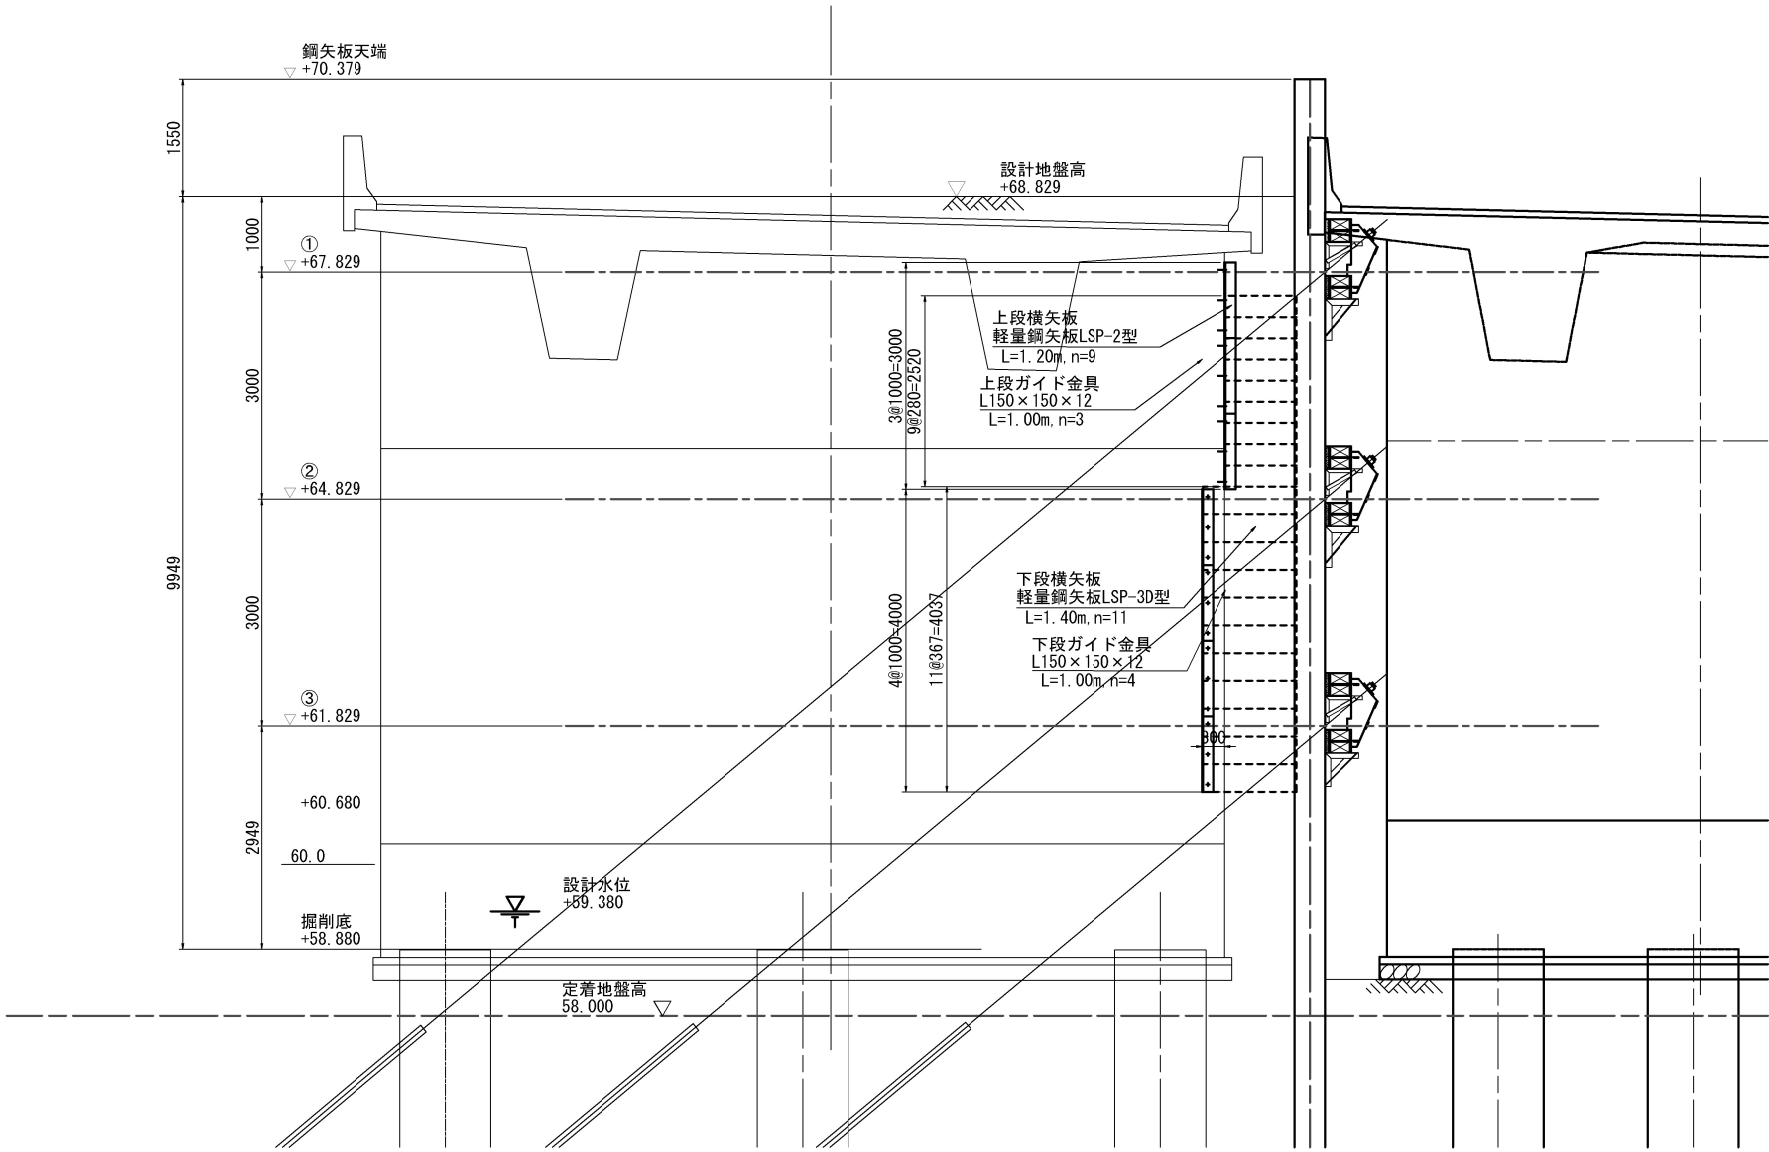 鋼矢板天端
+70.379
1550
設計地盤高
+68.829
1000
①
+67.829
上段横矢板
軽量鋼矢板LSP-2型
L=1.20m,n=9
3000
3@1000=3000
9@280=2520
上段ガイド金具
L150×150×12
L=1.00m,n=3
②
+64.829
9949
3000
下段横矢板
軽量鋼矢板LSP-3D型
L=1.40m,n=11
4@1000=4000
11@367=4037
下段ガイド金具
L150×150×12
L=1.00m,n=4
③
+61.829
300
+60.680
2949
60.0
設計水位
+59.380
掘削底
+58.880
定着地盤高
58.000